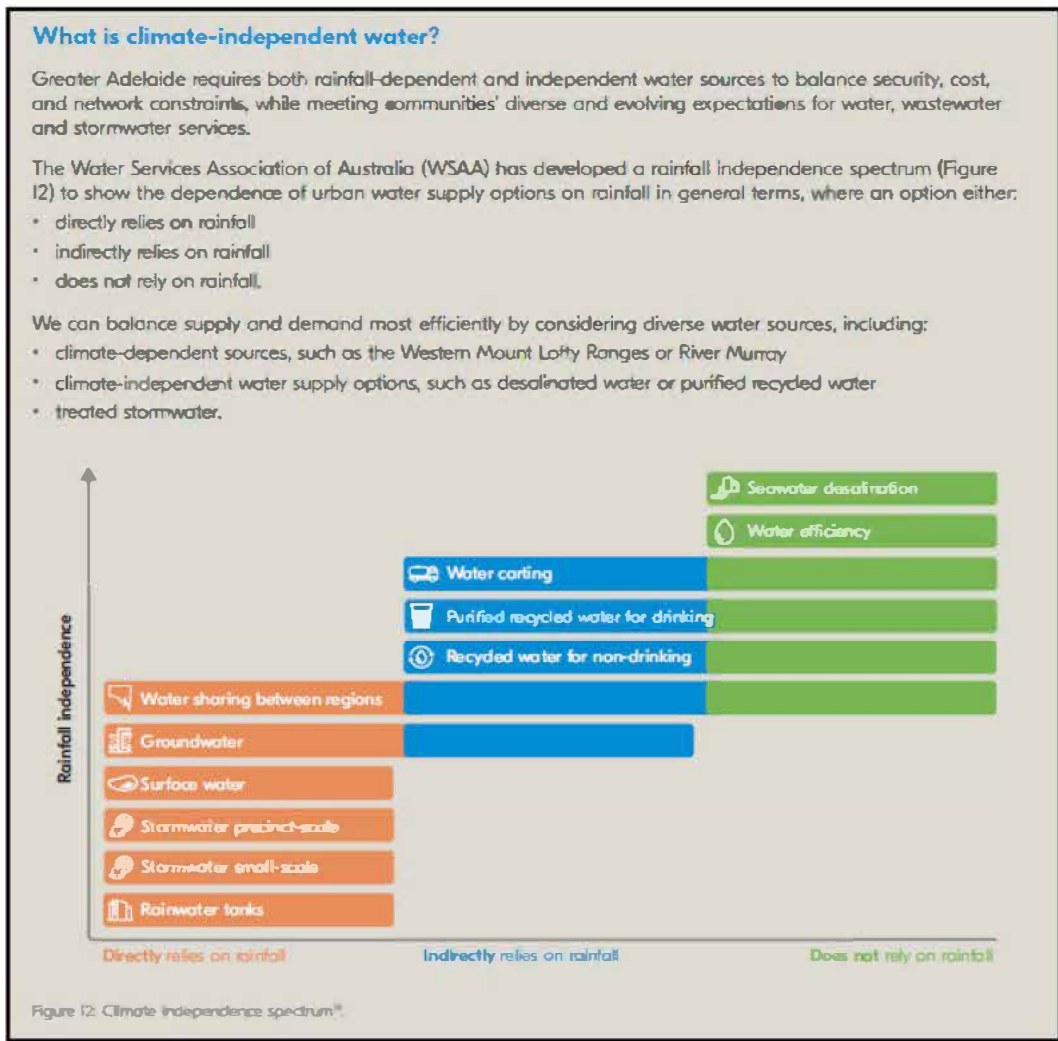 What is climate-independent water?
Greater Adelaide requires both rainfall-dependent and independent water sources to balance security, cost,
and network constraints, while meeting communities' diverse and evolving expectations for water, wastewater
and stormwater services.
The Water Services Association of Australia (WSAA) has developed a rainfall independence spectrum (Figure
12) to show the dependence of urban water supply options on rainfall in general terms, where an option either:
• directly relies on rainfall
• indirectly relies on rainfall
• does not rely on rainfall.
We can balance supply and demand most efficiently by considering diverse water sources, including:
• climate-dependent sources, such as the Western Mount Lofty Ranges or River Murray
• climate-independent water supply options, such as desalinated water or purified recycled water
• treated stormwater.
Rainfall independence
Seawater desalination
Water efficiency
Water carting
Purified recycled water for drinking
Recycled water for non-drinking
Water sharing between regions
Groundwater
Surface water
Stormwater precinct-scale
Stormwater small-scale
Rainwater tanks
Directly relies on rainfall
Indirectly relies on rainfall
Does not rely on rainfall
Figure 12: Climate independence spectrum